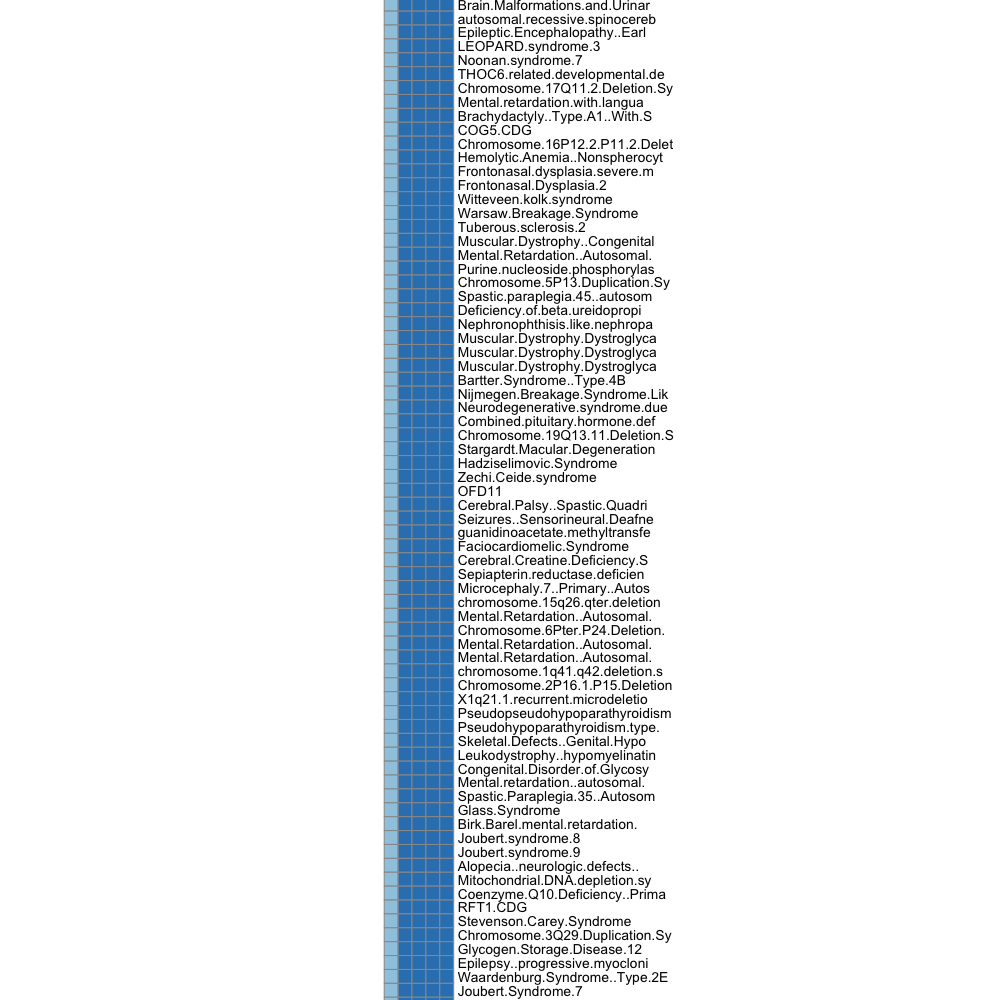 Brain.Malformations.and.Urinar
autosomal.recessive.spinocereb
Epileptic.Encephalopathy..Earl
LEOPARD.syndrome.3
Noonan.syndrome.7
THOC6.related.developmental.de
Chromosome.17Q11.2.Deletion.Sy
Mental.retardation.with.langua
Brachydactyly..Type.A1..With.S
COG5.CDG
Chromosome.16P12.2.P11.2.Delet
Hemolytic.Anemia..Nonspherocyt
Frontonasal.dysplasia.severe.m
Frontonasal.Dysplasia.2
Witteveen.kolk.syndrome
Warsaw.Breakage.Syndrome
Tuberous.sclerosis.2
Muscular.Dystrophy..Congenital
Mental.Retardation..Autosomal.
Purine.nucleoside.phosphorylas
Chromosome.5P13.Duplication.Sy
Spastic.paraplegia.45..autosom
Deficiency.of.beta.ureidopropi
Nephronophthisis.like.nephropa
Muscular.Dystrophy.Dystroglyca
Muscular.Dystrophy.Dystroglyca
Muscular.Dystrophy.Dystroglyca
Bartter.Syndrome..Type.4B
Nijmegen.Breakage.Syndrome.Lik
Neurodegenerative.syndrome.due
Combined.pituitary.hormone.def
Chromosome.19Q13.11.Deletion.S
Stargardt.Macular.Degeneration
Hadziselimovic.Syndrome
Zechi.Ceide.syndrome
OFD11
Cerebral.Palsy..Spastic.Quadri
Seizures..Sensorineural.Deafne
guanidinoacetate.methyltransfe
Faciocardiomelic.Syndrome
Cerebral.Creatine.Deficiency.S
Sepiapterin.reductase.deficien
Microcephaly.7..Primary..Autos
chromosome.15q26.qter.deletion
Mental.Retardation..Autosomal.
Chromosome.6Pter.P24.Deletion.
Mental.Retardation..Autosomal.
Mental.Retardation..Autosomal.
chromosome.1q41.q42.deletion.s
Chromosome.2P16.1.P15.Deletion
X1q21.1.recurrent.microdeletio
Pseudopseudohypoparathyroidism
Pseudohypoparathyroidism.type.
Skeletal.Defects..Genital.Hypo
Leukodystrophy..hypomyelinatin
Congenital.Disorder.of.Glycosy
Mental.retardation..autosomal.
Spastic.Paraplegia.35..Autosom
Glass.Syndrome
Birk.Barel.mental.retardation.
Joubert.syndrome.8
Joubert.syndrome.9
Alopecia..neurologic.defects..
Mitochondrial.DNA.depletion.sy
Coenzyme.Q10.Deficiency..Prima
RFT1.CDG
Stevenson.Carey.Syndrome
Chromosome.3Q29.Duplication.Sy
Glycogen.Storage.Disease.12
Epilepsy..progressive.myocloni
Waardenburg.Syndrome..Type.2E
Joubert.Syndrome.7